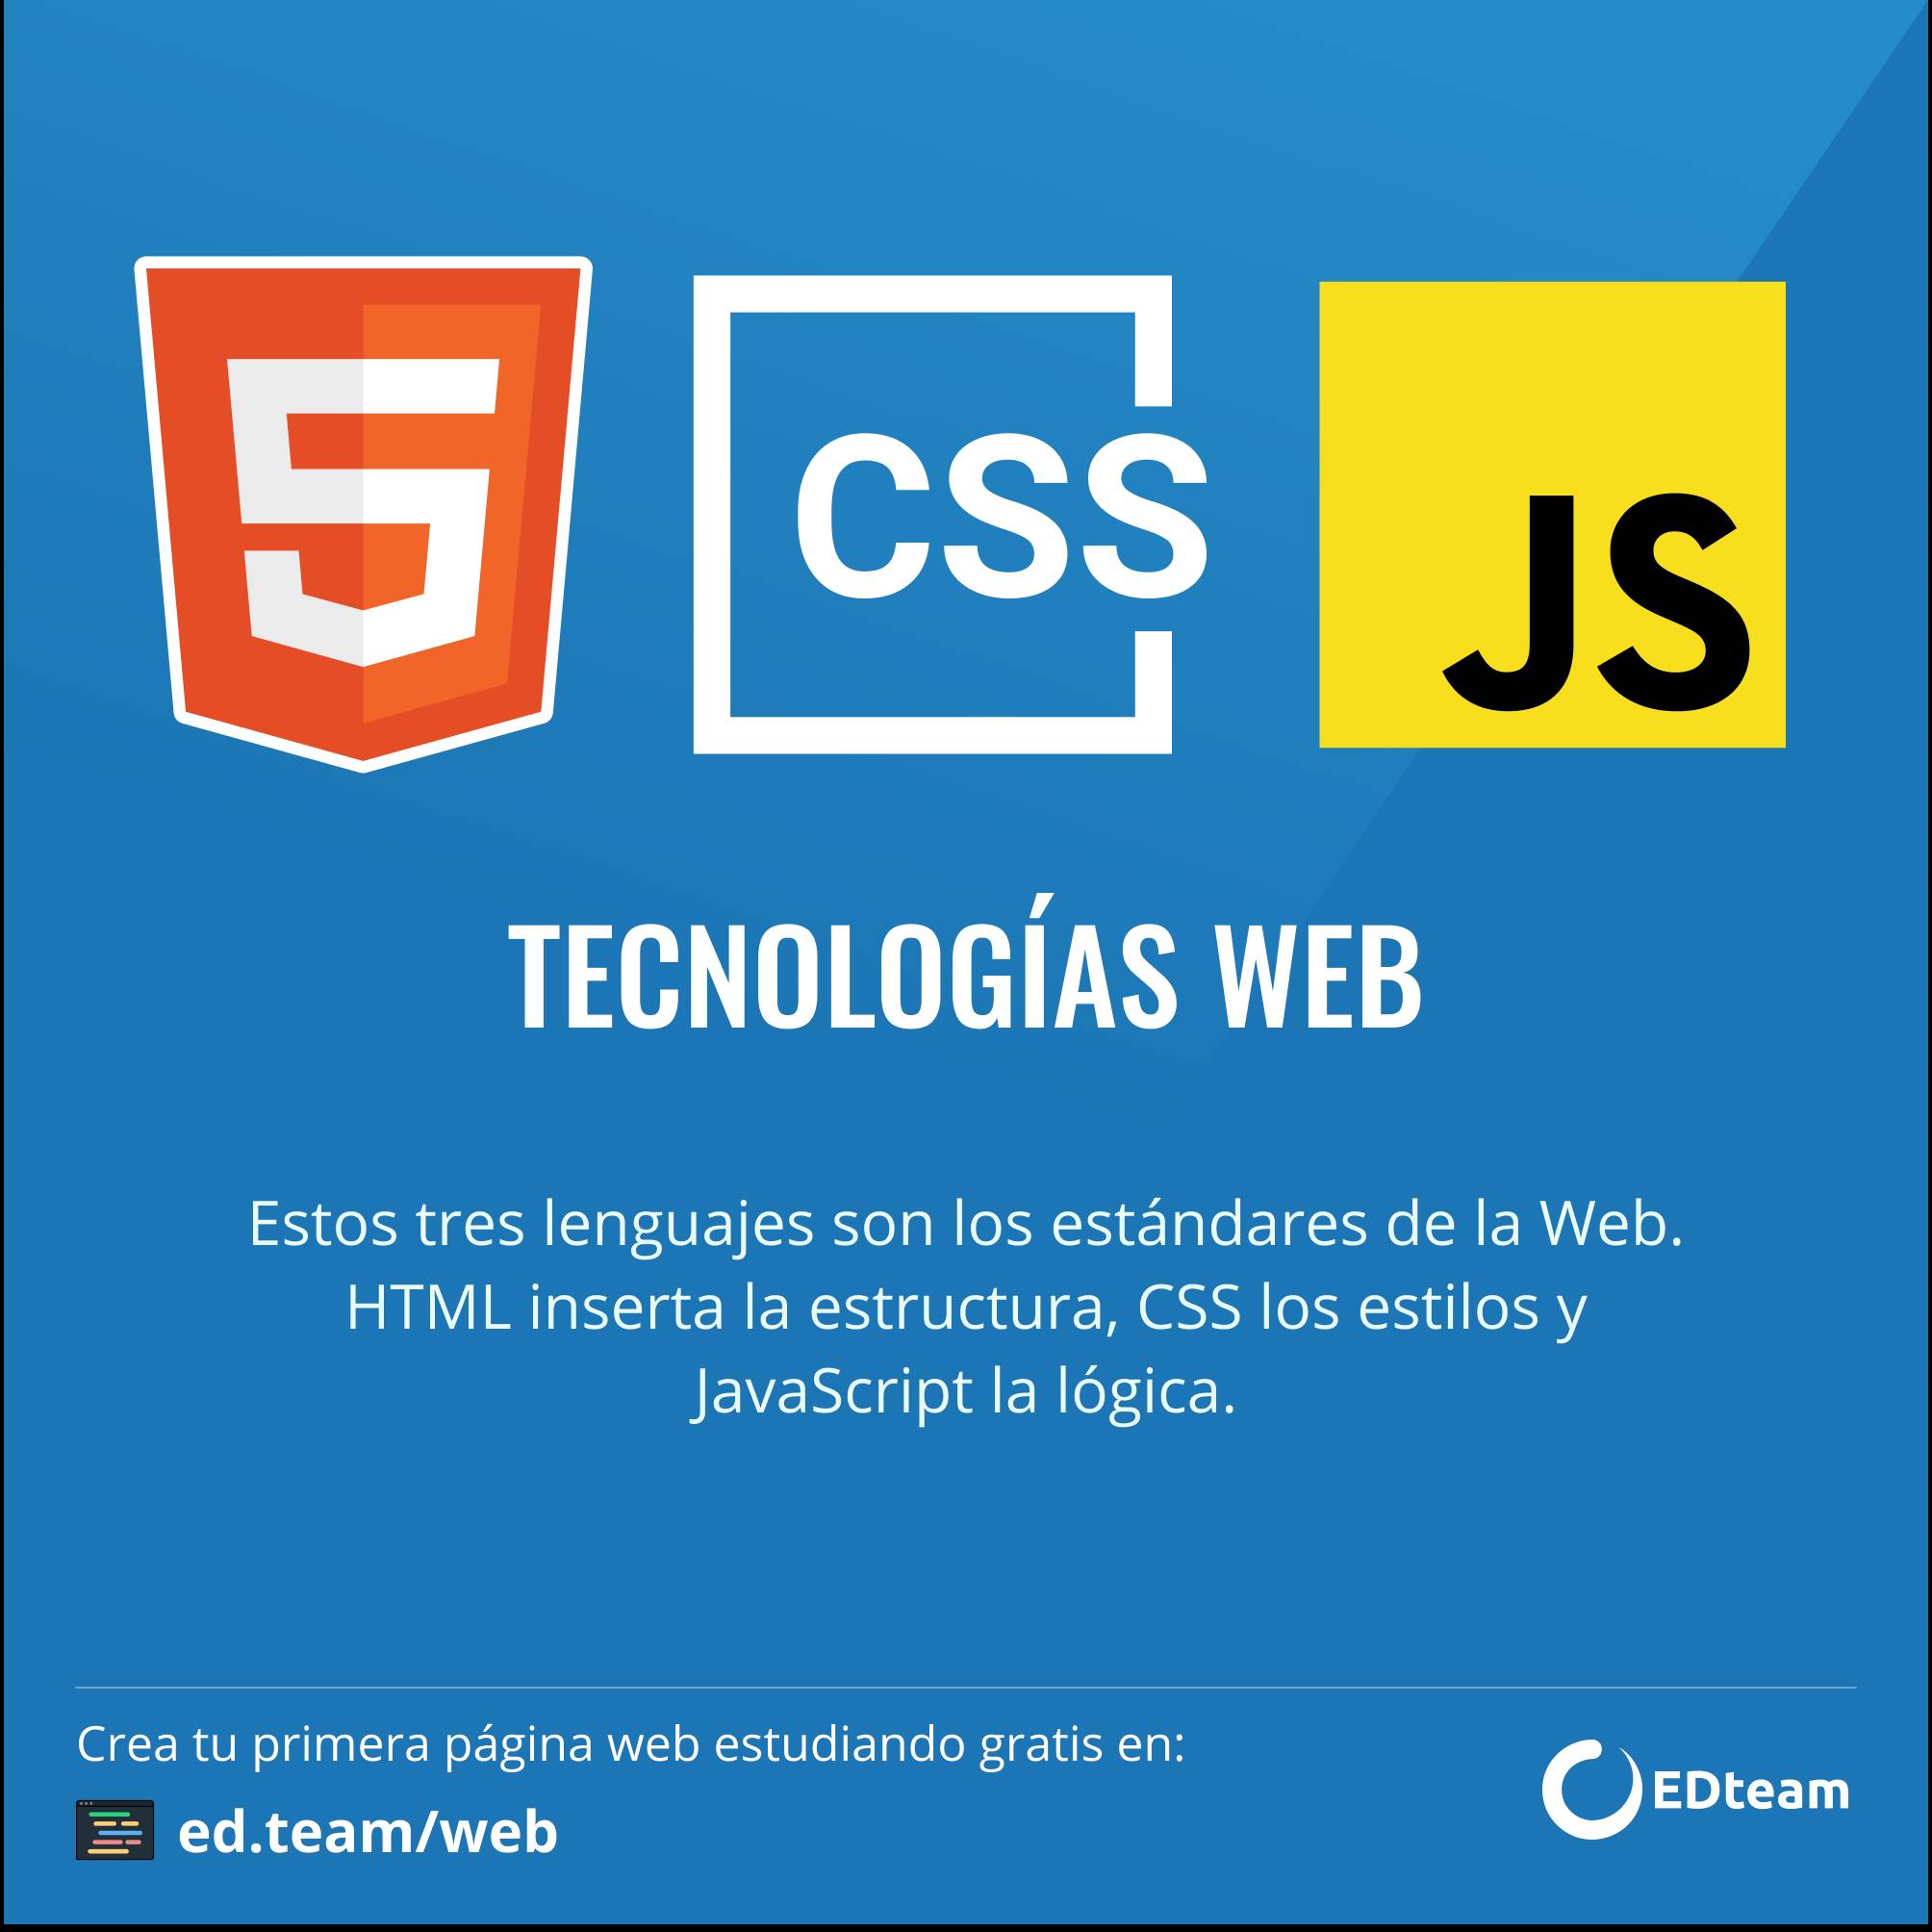 5
CSS
JS
TECNOLOGÍAS WEB
Estos tres lenguajes son los estándares de la Web.
HTML inserta la estructura, CSS los estilos y
JavaScript la lógica.
Crea tu primera página web estudiando gratis en:
ed.team/web
EDteam